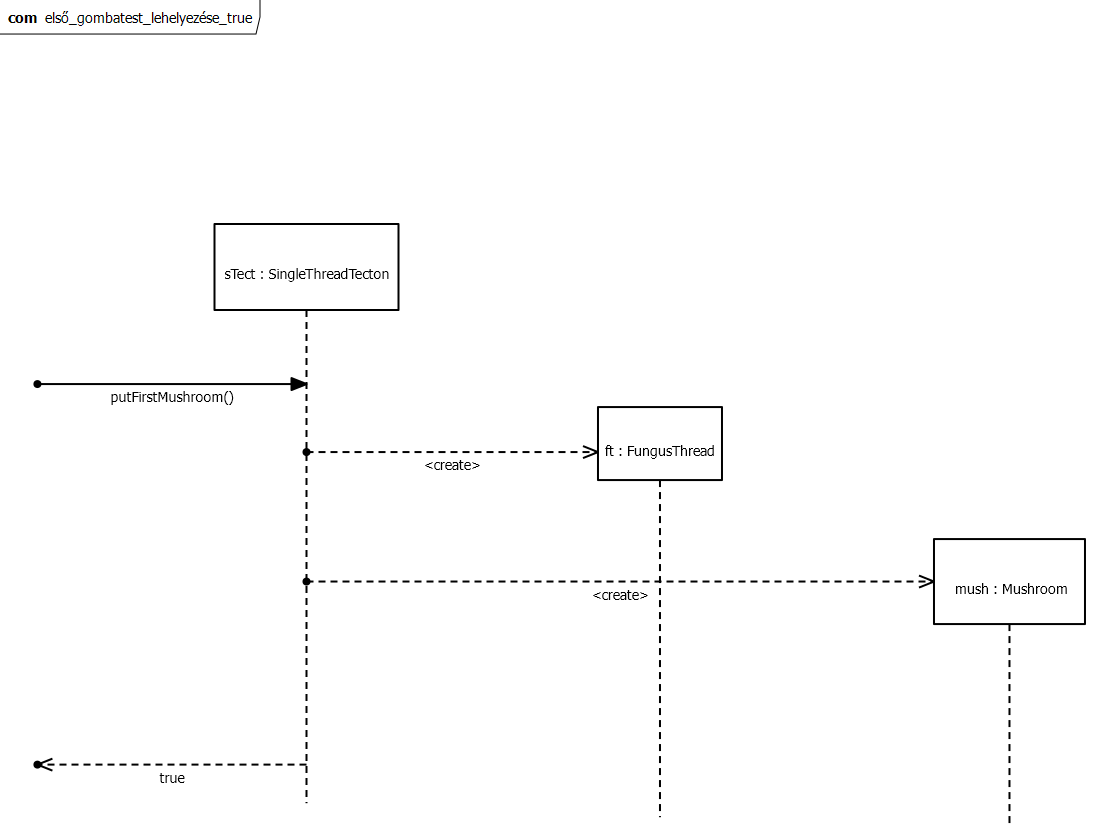 com első_gombatest_lehelyezése_true
sTect : SingleThreadTecton
putFirstMushroom()
ft : FungusThread
<create>
mush : Mushroom
<create>
true